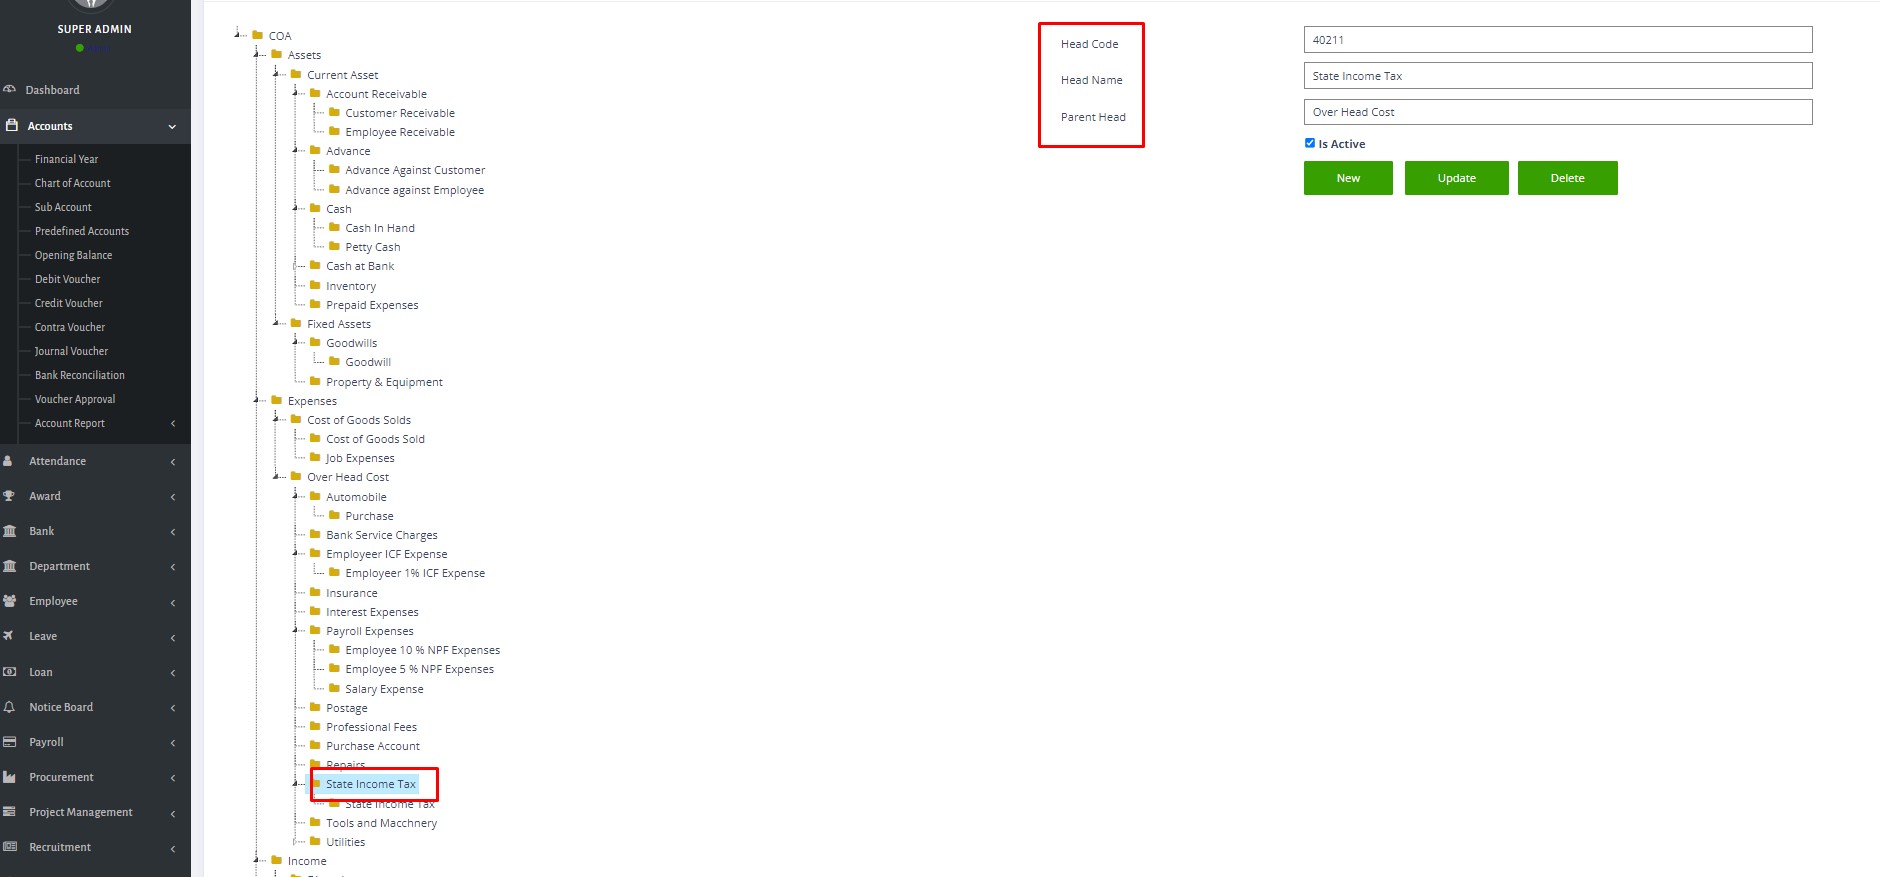 SUPER ADMIN
Dashboard
Accounts
Financial Year
Chart of Account
Sub Account
Predefined Accounts
Opening Balance
Debit Voucher
Credit Voucher
Contra Voucher
Journal Voucher
Bank Reconciliation
Voucher Approval
Account Report
Attendance
Award
Bank
Department
Employee
Leave
Loan
Notice Board
Payroll
Procurement
Project Management
Recruitment
COA
Assets
Current Asset
Account Receivable
Customer Receivable
Employee Receivable
Advance
Advance Against Customer
Advance against Employee
Cash
Cash In Hand
Petty Cash
Cash at Bank
Inventory
Prepaid Expenses
Fixed Assets
Goodwills
Goodwill
Property & Equipment
Expenses
Cost of Goods Solds
Cost of Goods Sold
Job Expenses
Over Head Cost
Automobile
Purchase
Bank Service Charges
Employeer ICF Expense
Employeer 1% ICF Expense
Insurance
Interest Expenses
Payroll Expenses
Employee 10 % NPF Expenses
Employee 5 % NPF Expenses
Salary Expense
Postage
Professional Fees
Purchase Account
Repairs
State Income Tax
State Income Tax
Tools and Macchnery
Utilities
Income
Head Code 40211
Head Name State Income Tax
Parent Head Over Head Cost
Is Active
New Update Delete